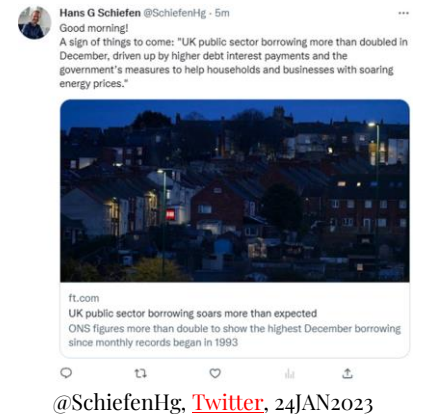 Hans G Schiefen @SchiefenHg · 5m
Good morning!
A sign of things to come: "UK public sector borrowing more than doubled in
December, driven up by higher debt interest payments and the
government's measures to help households and businesses with soaring
energy prices."
ft.com
UK public sector borrowing soars more than expected
ONS figures more than double to show the highest December borrowing
since monthly records began in 1993
@SchiefenHg, Twitter, 24JAN2023